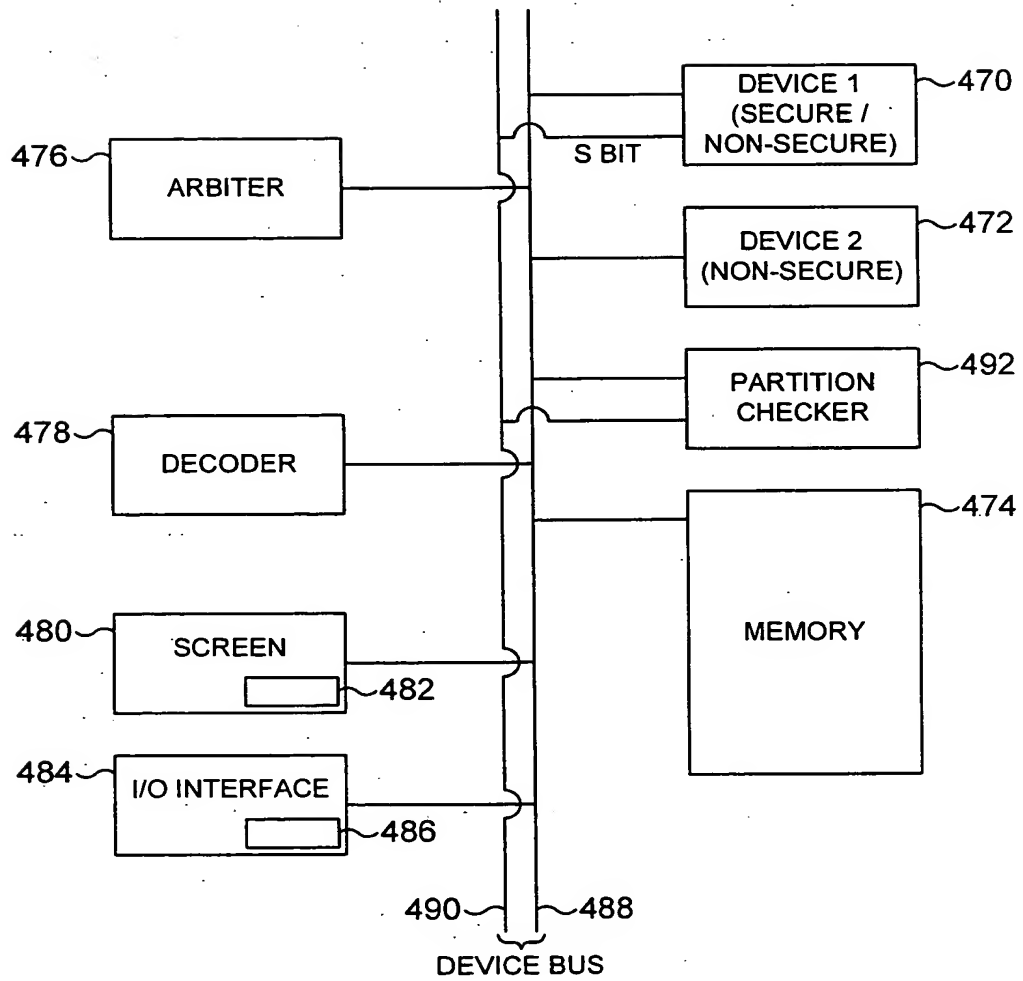 DEVICE 1
(SECURE /
NON-SECURE)
470
S BIT
476
ARBITER
DEVICE 2
(NON-SECURE)
472
PARTITION
CHECKER
492
478
DECODER
474
MEMORY
480
SCREEN
482
484
I/O INTERFACE
486
490
488
DEVICE BUS